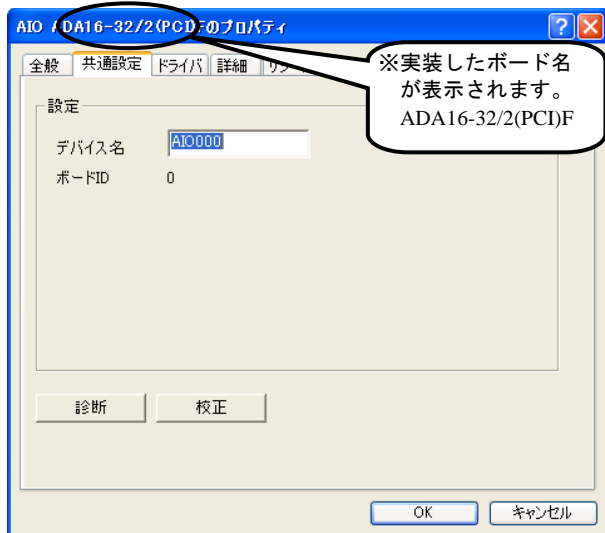 AIO ADA16-32/2(PCI)Fのプロパティ
※実装したボード名
が表示されます。
ADA16-32/2(PCI)F
全般 共通設定 ドライバ 詳細
設定
デバイス名 AIO000
ボードID 0
診断 校正
OK キャンセル